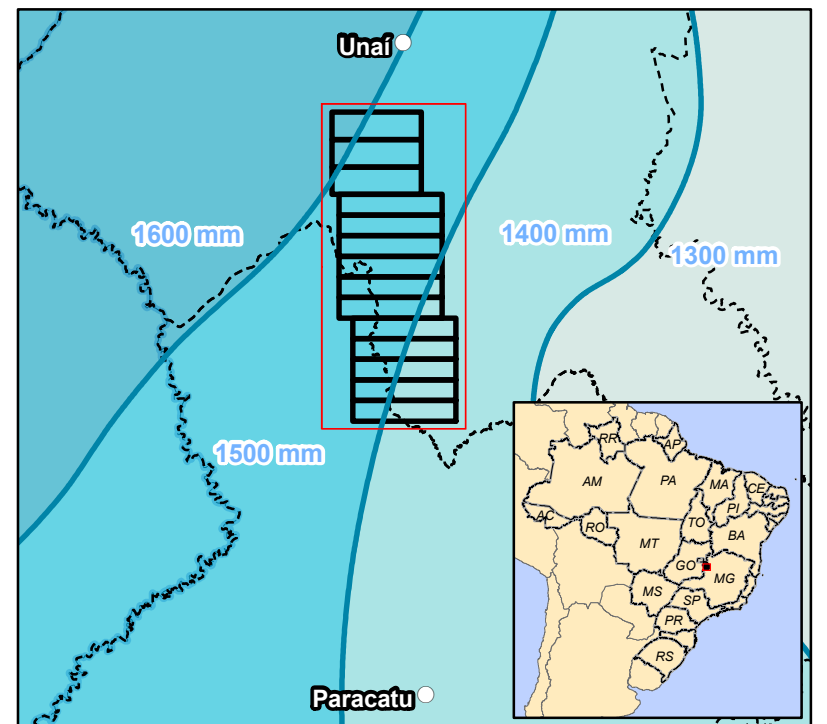 Unaí
1600 mm
1400 mm
1300 mm
1500 mm
Paracatu
RR
AP
AM
PA
MA
CE
PI
AC
RO
TO
BA
MT
GO
MG
MS
SP
PR
RS